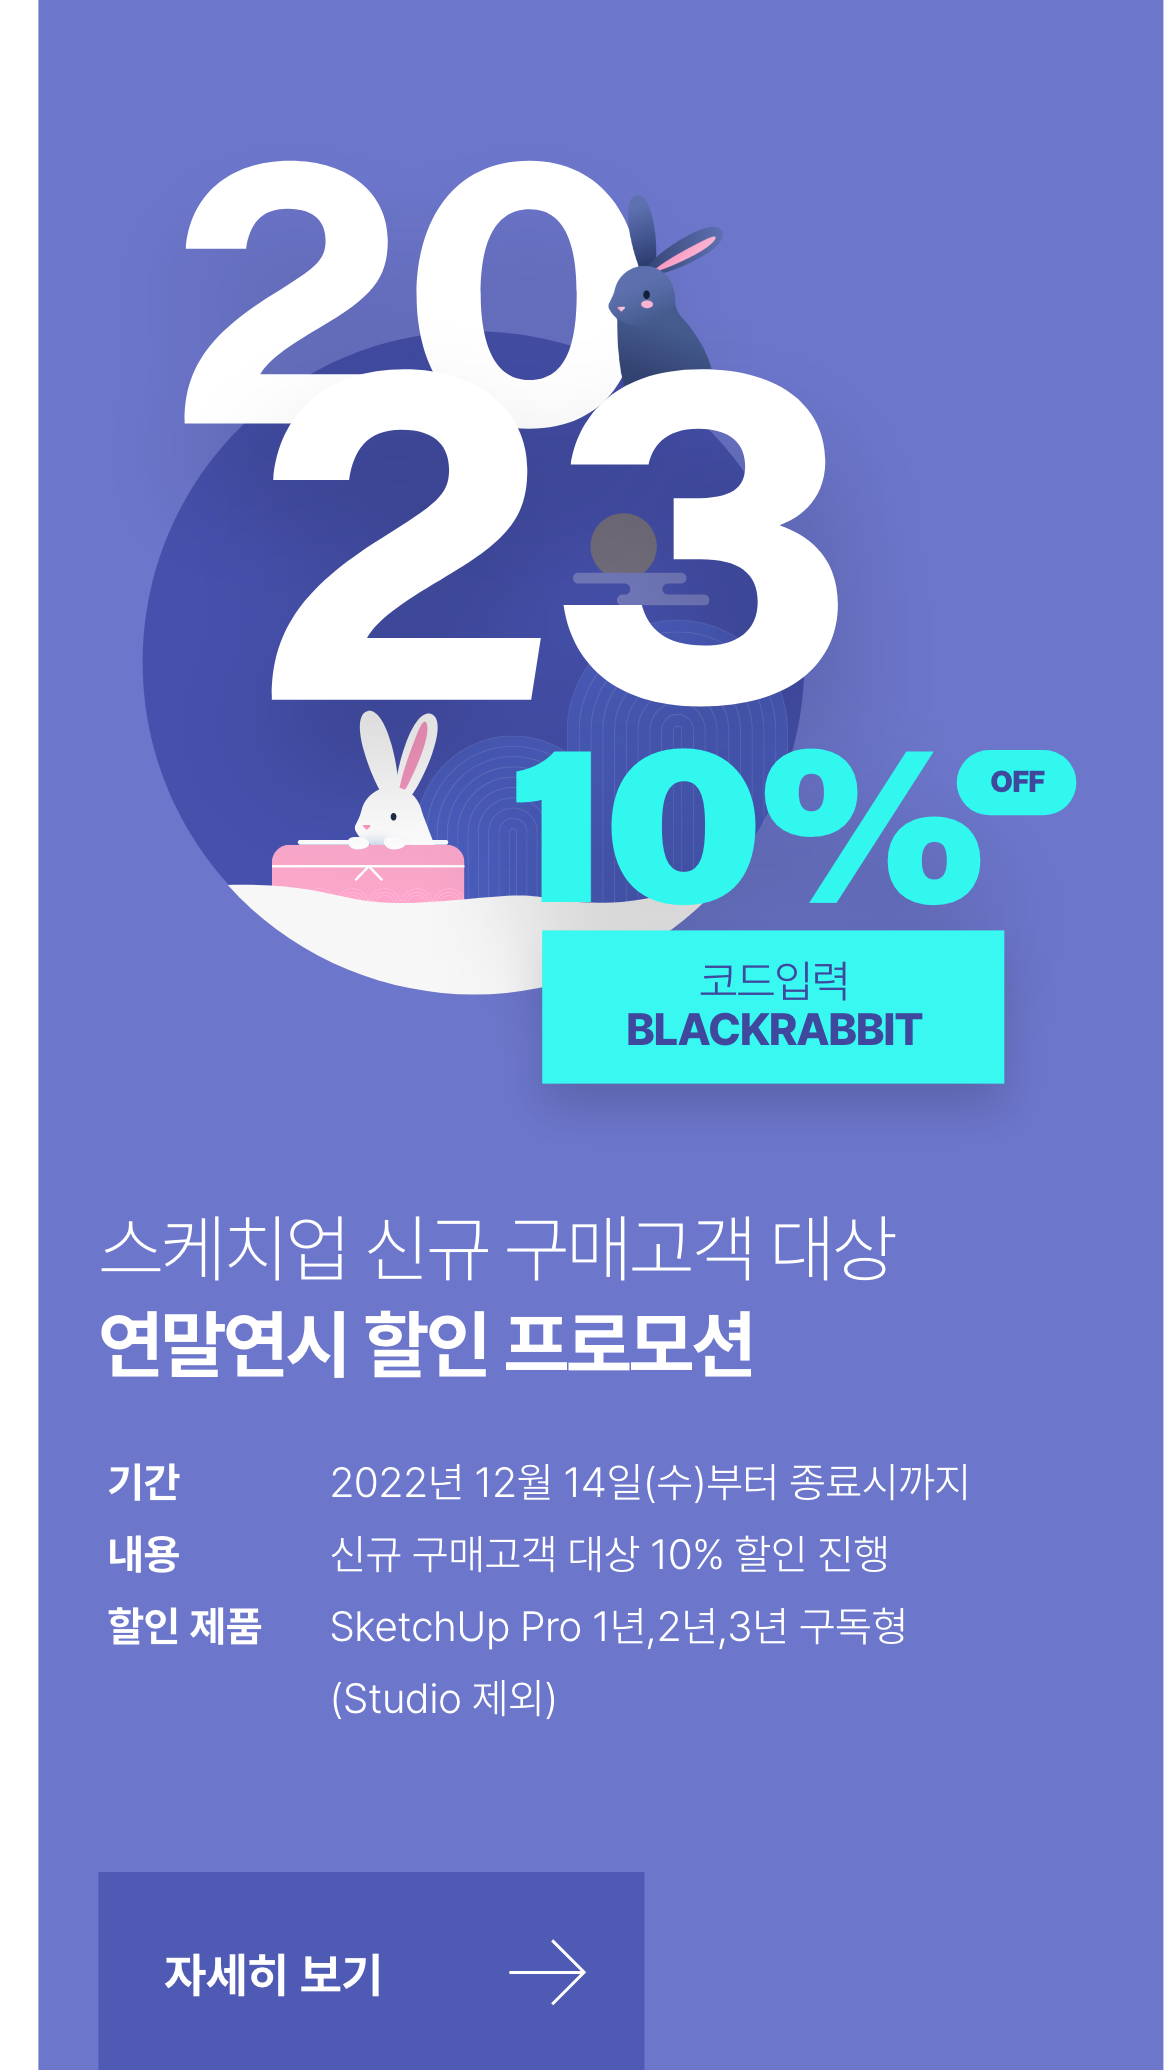 20
23
10% OFF
코드입력
BLACKRABBIT
스케치업 신규 구매고객 대상
연말연시 할인 프로모션
기간 2022년 12월 14일(수)부터 종료시까지
내용 신규 구매고객 대상 10% 할인 진행
할인 제품 SketchUp Pro 1년,2년,3년 구독형
(Studio 제외)
자세히 보기